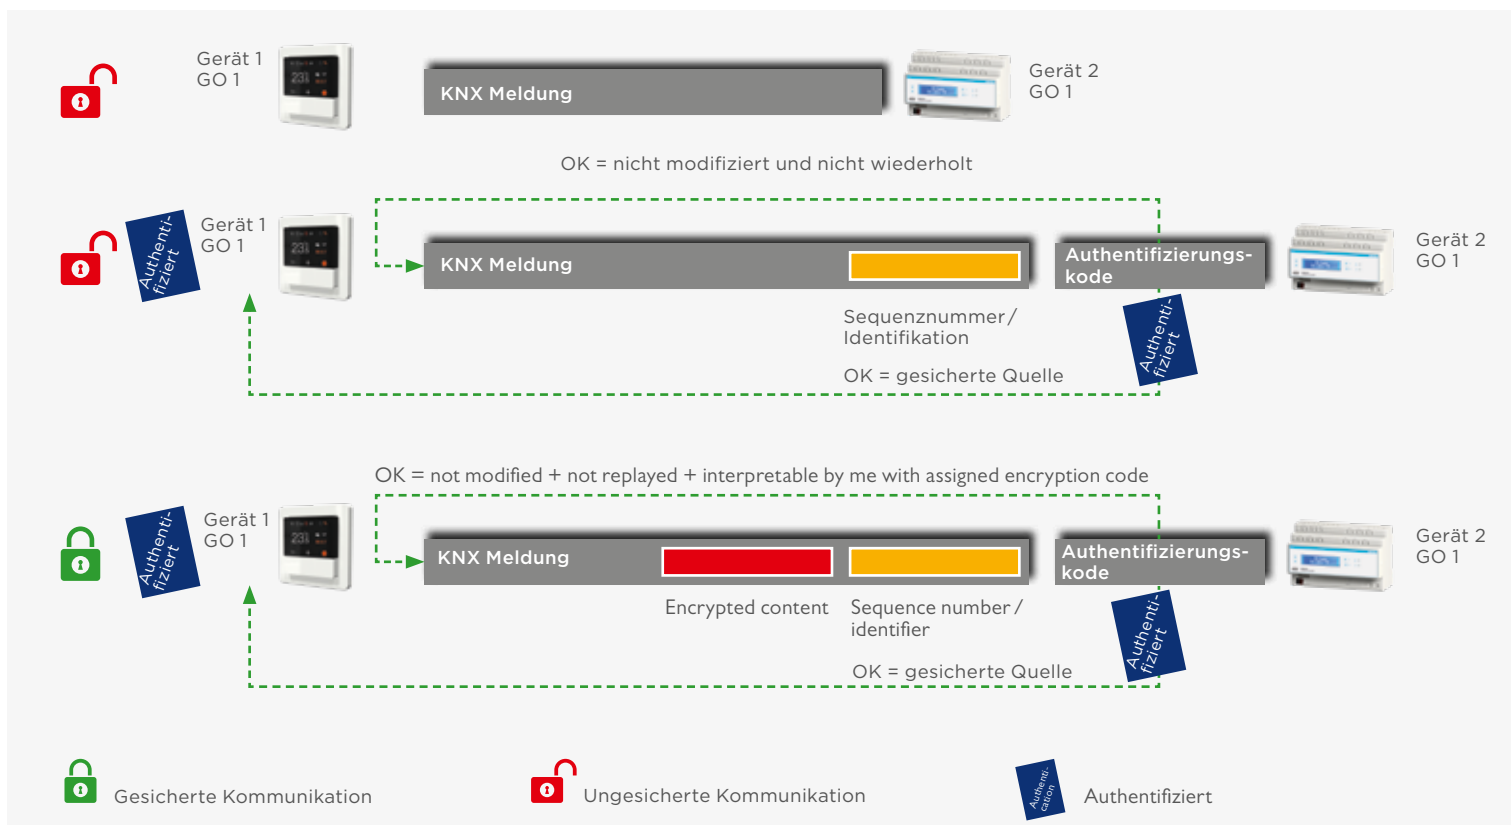 Gerät 1
GO 1
KNX Meldung
Gerät 2
GO 1
OK = nicht modifiziert und nicht wiederholt
Authenti-
fiziert
Gerät 1
GO 1
KNX Meldung
Authentifizierungs-
kode
Gerät 2
GO 1
Sequenznummer /
Identifikation
Authenti-
fiziert
OK = gesicherte Quelle
OK = not modified + not replayed + interpretable by me with assigned encryption code
Authenti-
fiziert
Gerät 1
GO 1
KNX Meldung
Authentifizierungs-
kode
Gerät 2
GO 1
Encrypted content
Sequence number /
identifier
Authenti-
fiziert
OK = gesicherte Quelle
Gesicherte Kommunikation
Ungesicherte Kommunikation
Authenti-
cation
Authentifiziert